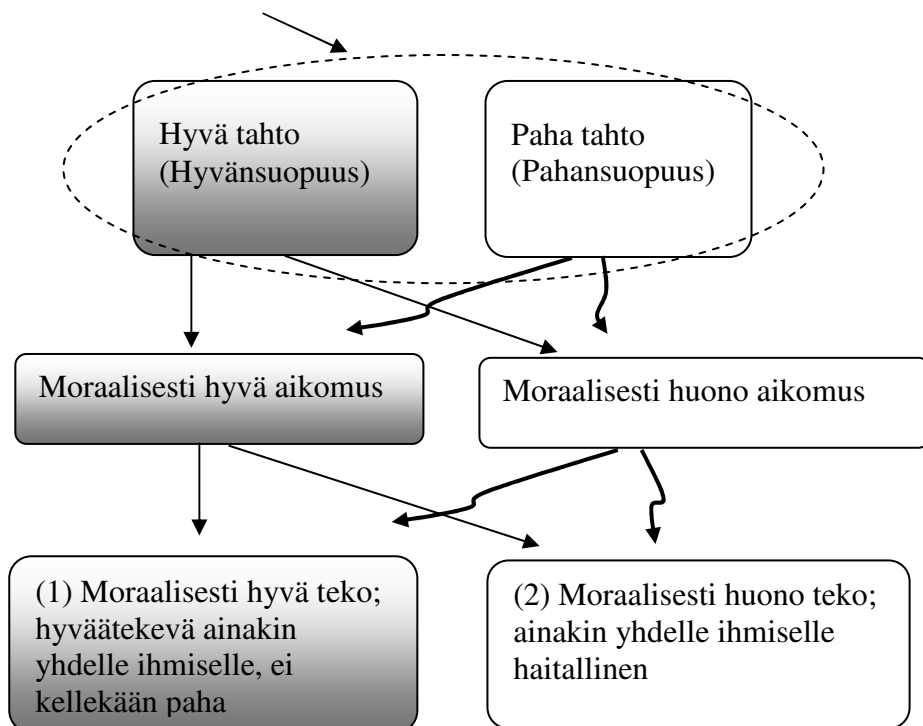 Hyvä tahto
(Hyvänsuopuus)
Paha tahto
(Pahansuopuus)
Moraalisesti hyvä aikomus
Moraalisesti huono aikomus
(1) Moraalisesti hyvä teko;
hyväätekevä ainakin
yhdelle ihmiselle, ei
kellekään paha
(2) Moraalisesti huono teko;
ainakin yhdelle ihmiselle
haitallinen